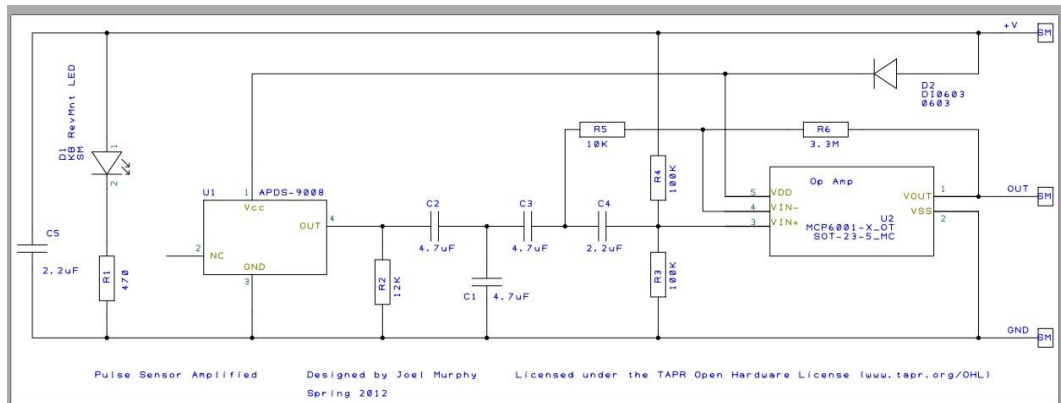 +V
SM
D2
DI0603
0603
D1
KB RevMnt LED
SM
1
2
R5
10K
R6
3.3M
R4
100K
U1
1
APDS-9008
Vcc
OUT
4
2
NC
GND
3
C2
4.7uF
C3
4.7uF
C4
2.2uF
Op Amp
5
VDD
4
VIN-
3
VIN+
VOUT
1
VSS
2
U2
MCP6001-X_OT
SOT-23-5_MC
OUT
SM
C5
2.2uF
R1
470
R2
12K
C1
4.7uF
R3
100K
GND
SM
Pulse Sensor Amplified
Designed by Joel Murphy
Licensed under the TAPR Open Hardware License (www.tapr.org/OHL)
Spring 2012